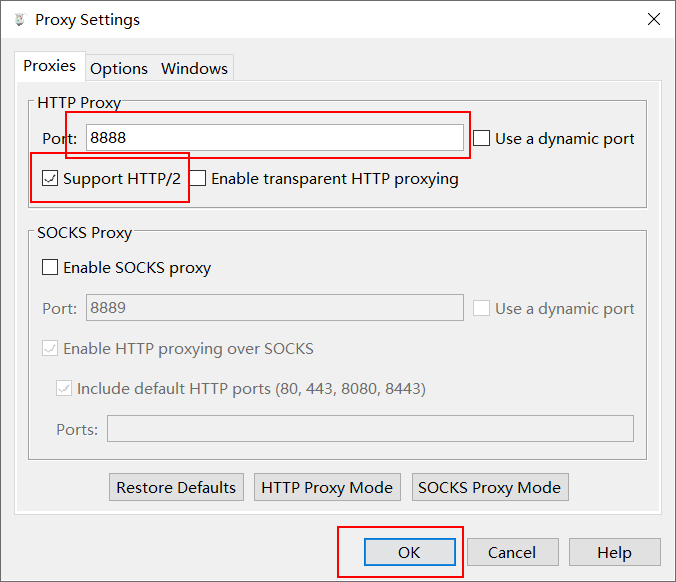 Proxy Settings
Proxies Options Windows
HTTP Proxy
Port: 8888 Use a dynamic port
Support HTTP/2 Enable transparent HTTP proxying
SOCKS Proxy
Enable SOCKS proxy
Port: 8889 Use a dynamic port
Enable HTTP proxying over SOCKS
Include default HTTP ports (80, 443, 8080, 8443)
Ports:
Restore Defaults HTTP Proxy Mode SOCKS Proxy Mode
OK Cancel Help